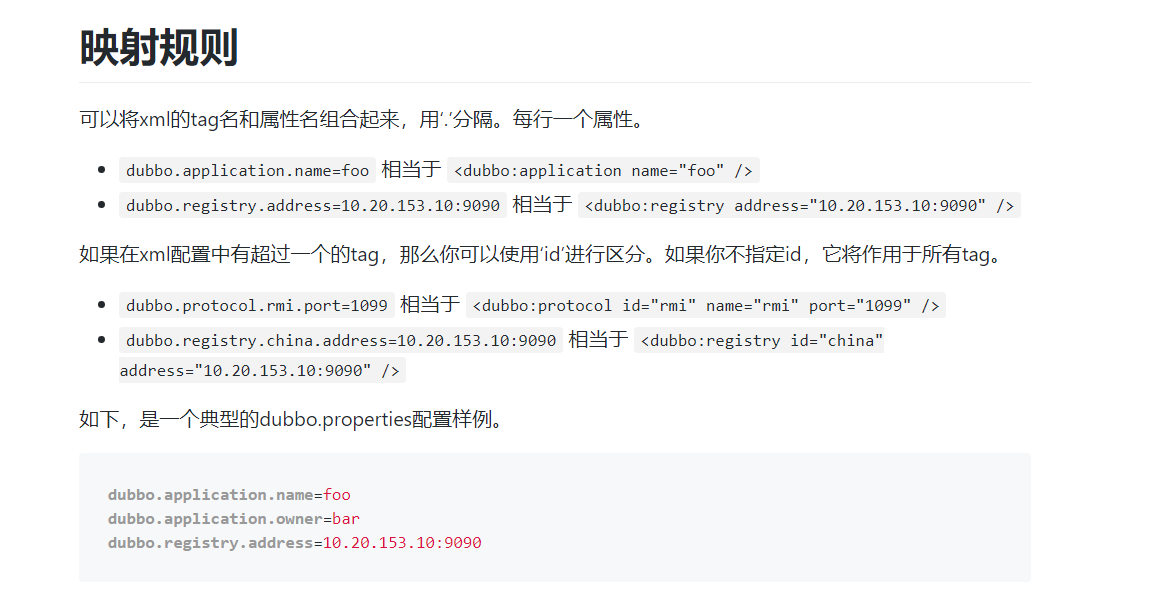 映射规则
可以将xml的tag名和属性名组合起来，用‘.’分隔。每行一个属性。
dubbo.application.name=foo 相当于 <dubbo:application name="foo" />
dubbo.registry.address=10.20.153.10:9090 相当于 <dubbo:registry address="10.20.153.10:9090" />
如果在xml配置中有超过一个的tag，那么你可以使用‘id’进行区分。如果你不指定id，它将作用于所有tag。
dubbo.protocol.rmi.port=1099 相当于 <dubbo:protocol id="rmi" name="rmi" port="1099" />
dubbo.registry.china.address=10.20.153.10:9090 相当于 <dubbo:registry id="china"
address="10.20.153.10:9090" />
如下，是一个典型的dubbo.properties配置样例。
dubbo.application.name=foo
dubbo.application.owner=bar
dubbo.registry.address=10.20.153.10:9090